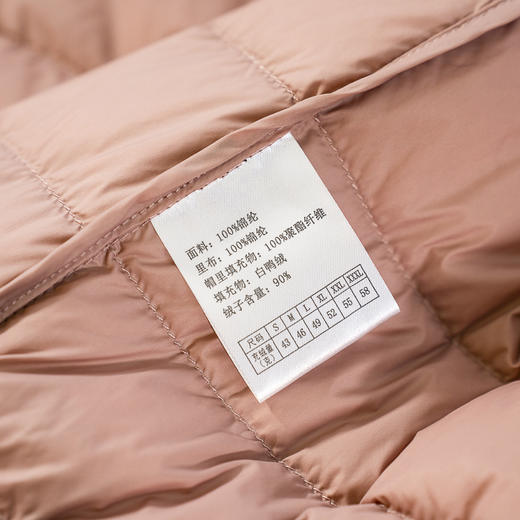 面料：100%锦纶
里布：100%锦纶
帽里填充物：100%聚酯纤维
填充物：白鸭绒
绒子含量：90%
尺码 S M L XL XXL XXXL
充绒量(克) 43 46 49 52 55 58